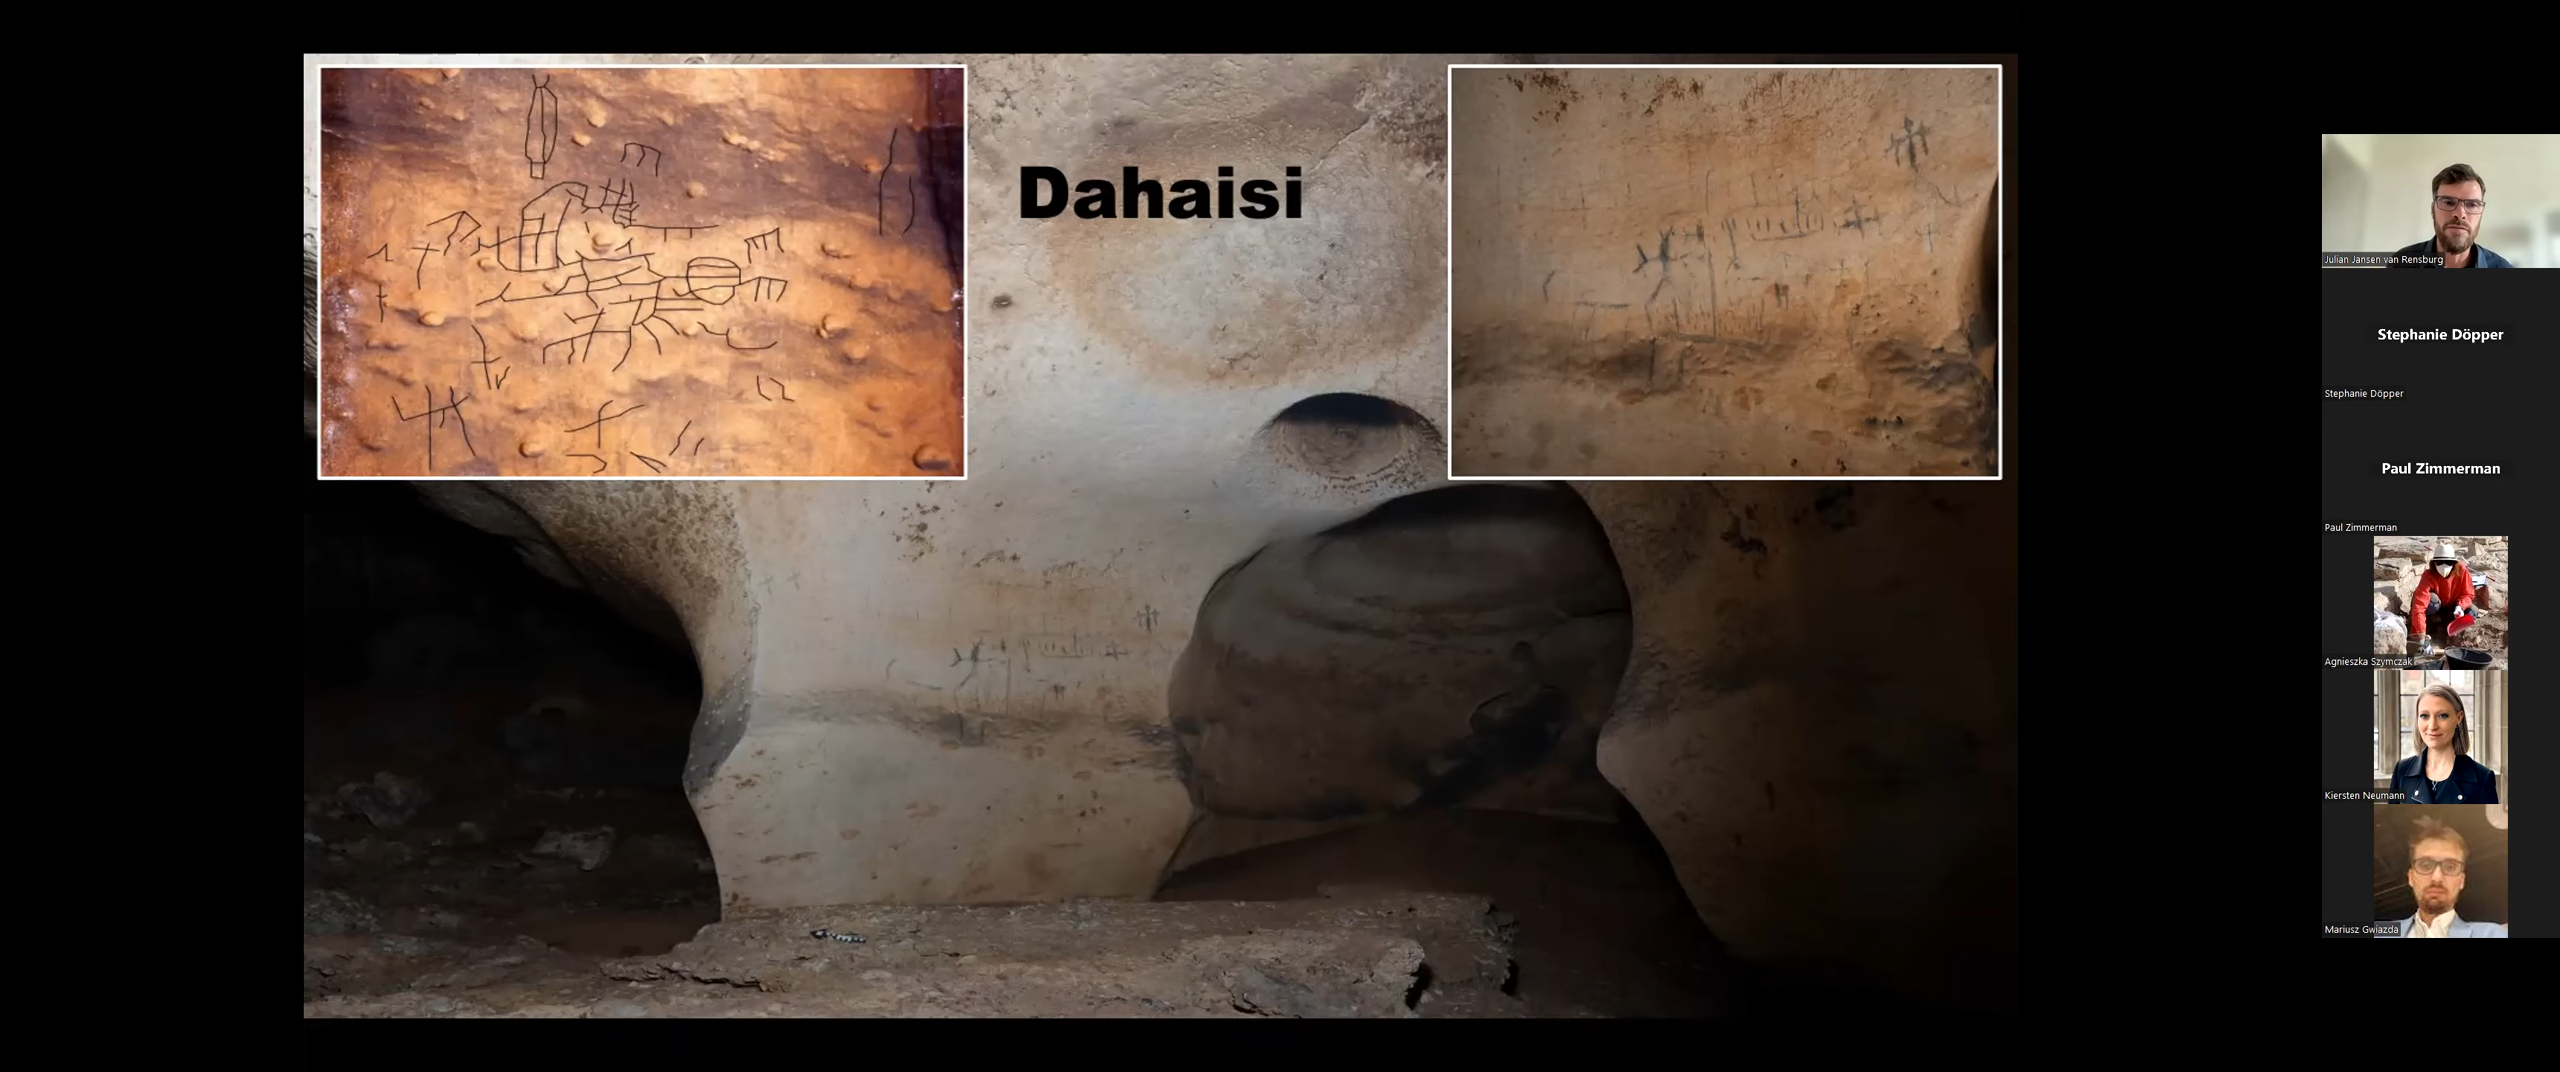 Dahaisi
Julian Jansen van Rensburg
Stephanie Döpper
Stephanie Döpper
Paul Zimmerman
Paul Zimmerman
Agnieszka Szymczak
Kiersten Neumann
Mariusz Gwiazda